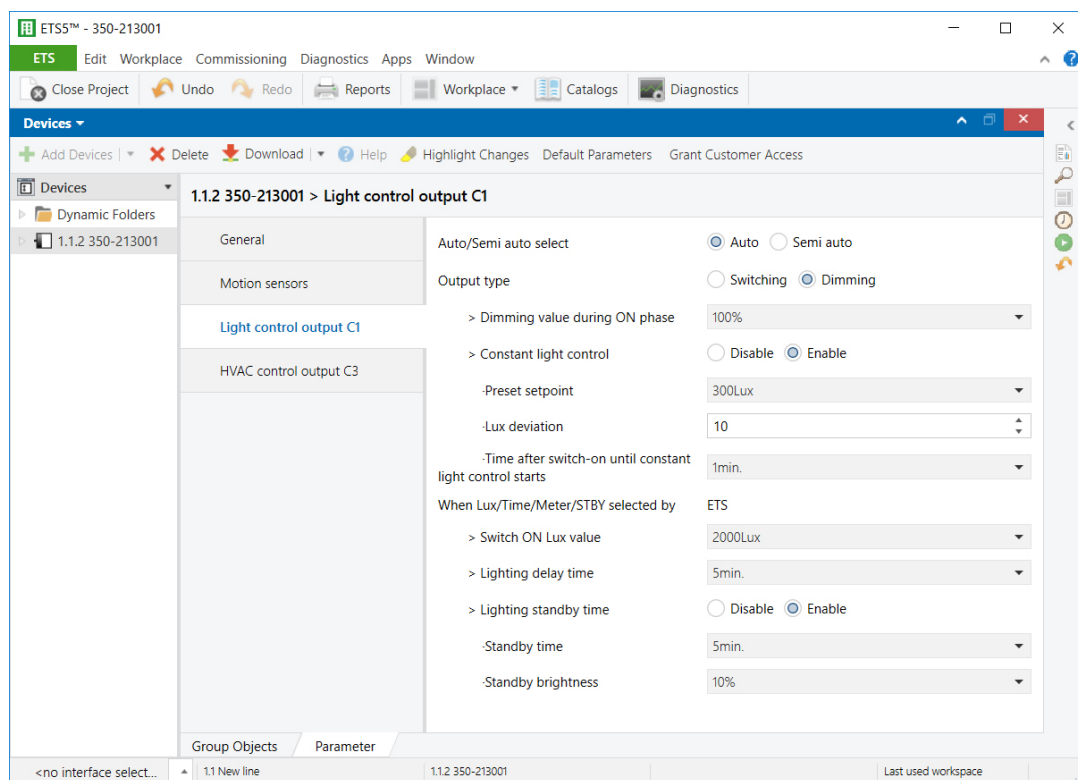 ETS5™ - 350-213001
ETS Edit Workplace Commissioning Diagnostics Apps Window
Close Project Undo Redo Reports Workplace Catalogs Diagnostics
Devices
Add Devices Delete Download Help Highlight Changes Default Parameters Grant Customer Access
Devices
Dynamic Folders
1.1.2 350-213001
1.1.2 350-213001 > Light control output C1
General
Motion sensors
Light control output C1
HVAC control output C3
Auto/Semi auto select Auto Semi auto
Output type Switching Dimming
> Dimming value during ON phase 100%
> Constant light control Disable Enable
·Preset setpoint 300Lux
·Lux deviation 10
·Time after switch-on until constant
light control starts 1min.
When Lux/Time/Meter/STBY selected by ETS
> Switch ON Lux value 2000Lux
> Lighting delay time 5min.
> Lighting standby time Disable Enable
·Standby time 5min.
·Standby brightness 10%
Group Objects Parameter
<no interface select... 1.1 New line 1.1.2 350-213001 Last used workspace